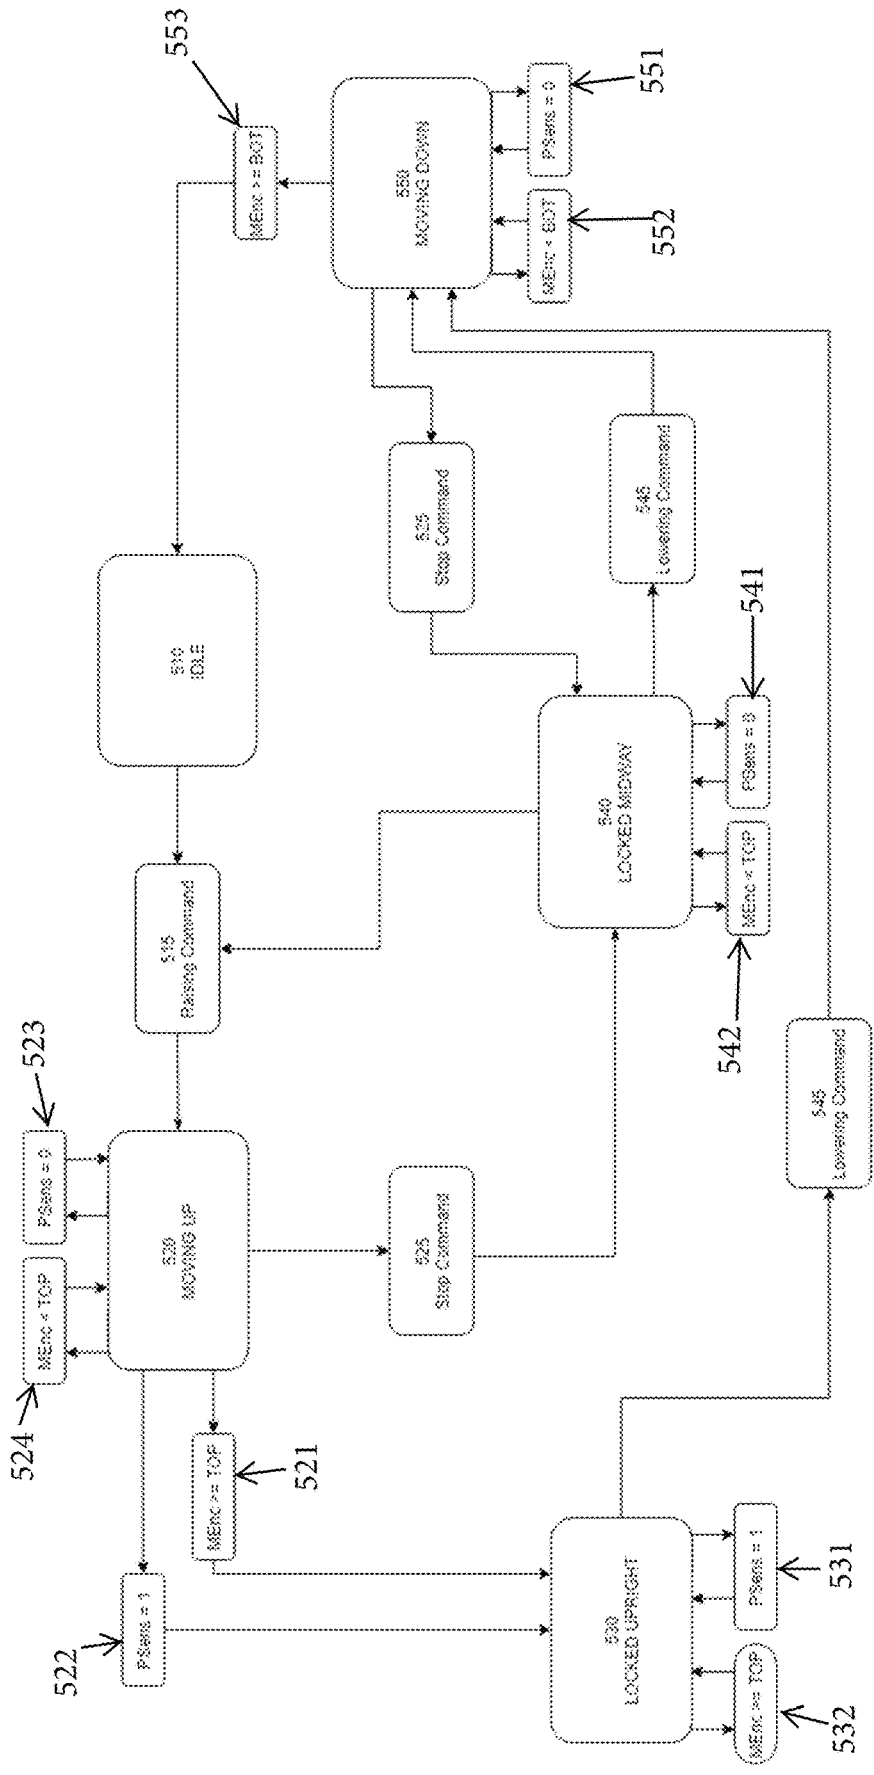 553
MEnc >= BOT
550
MOVING DOWN
PSens = 0
551
MEnc < BOT
552
510
IDLE
525
Stop Command
545
Lowering Command
515
Raising Command
540
LOCKED MIDWAY
PSens = 0
541
MEnc < TOP
542
523
PSens = 0
MEnc < TOP
524
520
MOVING UP
525
Stop Command
545
Lowering Command
MEnc >= TOP
521
PSens = 1
522
530
LOCKED UPRIGHT
PSens = 1
531
MEnc >= TOP
532